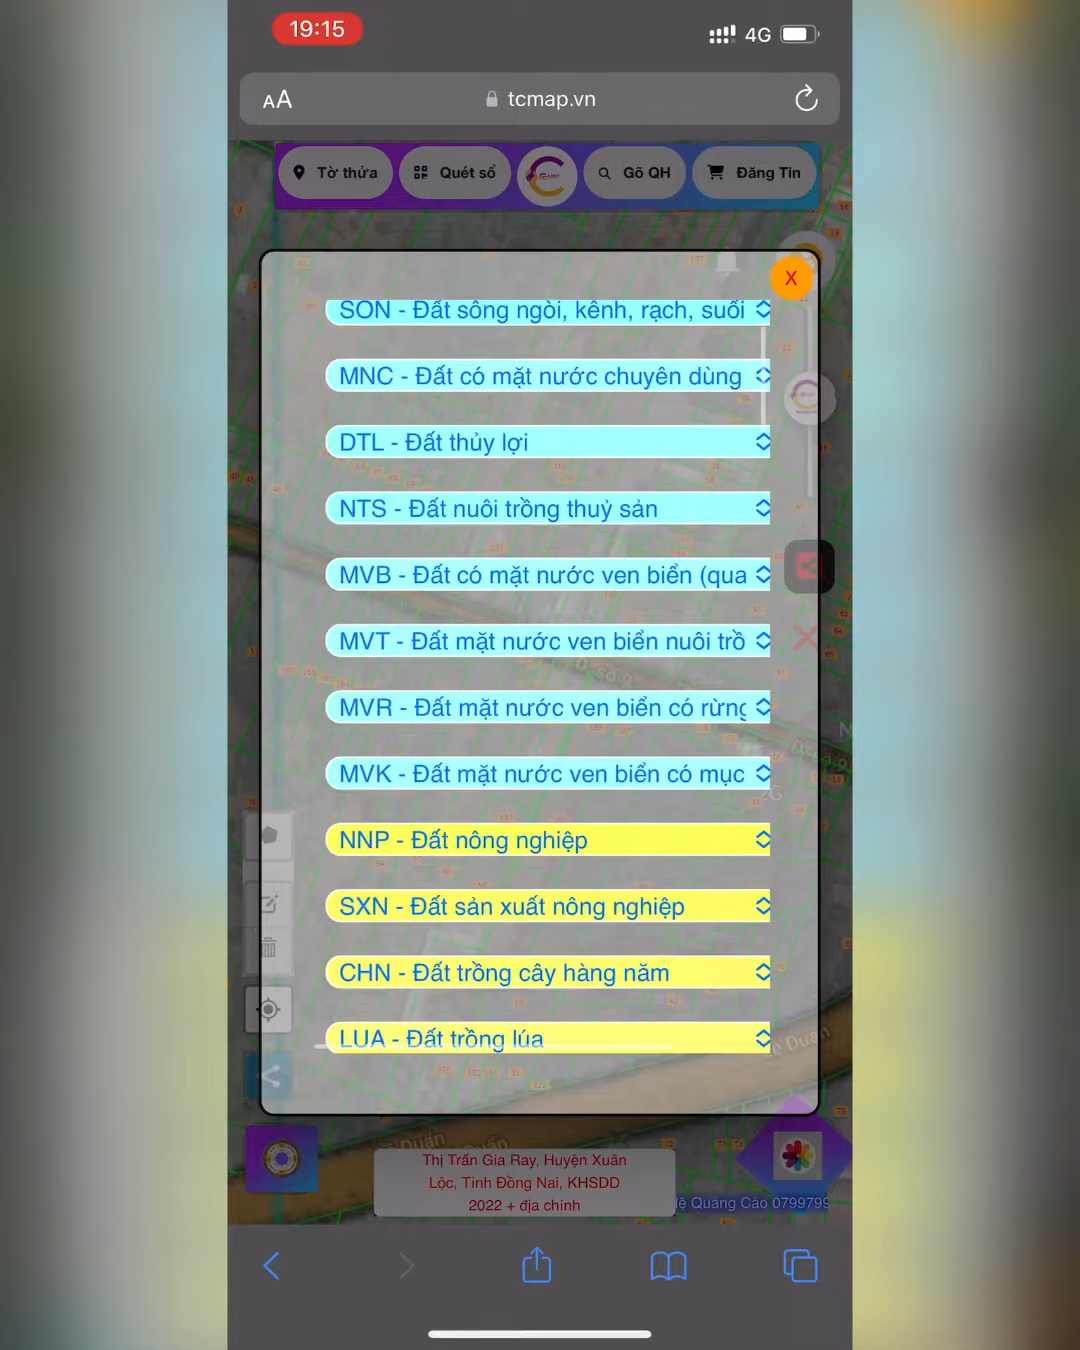 19:15
4G
AA
tcmap.vn
Tờ thửa
Quét sổ
Gõ QH
Đăng Tin
X
SON - Đất sông ngòi, kênh, rạch, suối
MNC - Đất có mặt nước chuyên dùng
DTL - Đất thủy lợi
NTS - Đất nuôi trồng thuỷ sản
MVB - Đất có mặt nước ven biển (qua
MVT - Đất mặt nước ven biển nuôi trồ
MVR - Đất mặt nước ven biển có rừng
MVK - Đất mặt nước ven biển có mục
NNP - Đất nông nghiệp
SXN - Đất sản xuất nông nghiệp
CHN - Đất trồng cây hàng năm
LUA - Đất trồng lúa
Duẩn
Thị Trấn Gia Ray, Huyện Xuân
Lộc, Tỉnh Đồng Nai, KHSDD
2022 + địa chính
Quảng Cáo 0799799